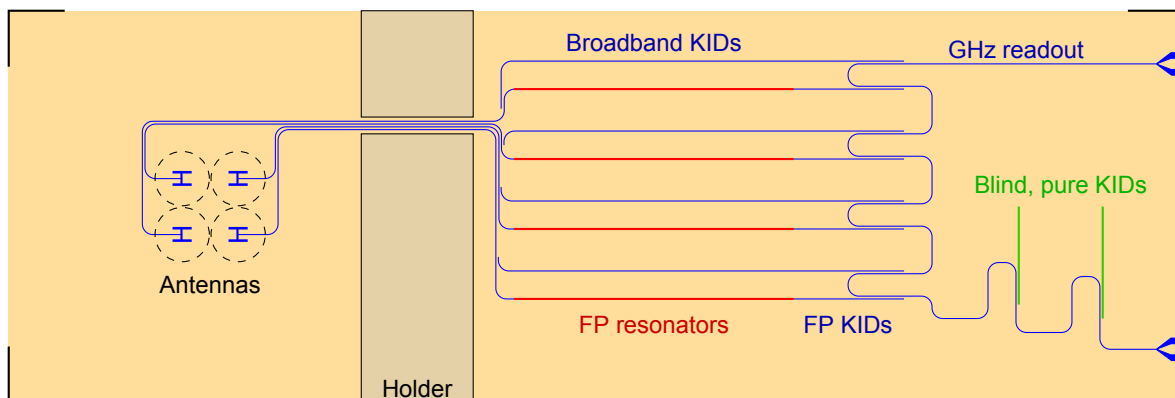 Broadband KIDs
GHz readout
Blind, pure KIDs
Antennas
FP resonators
FP KIDs
Holder